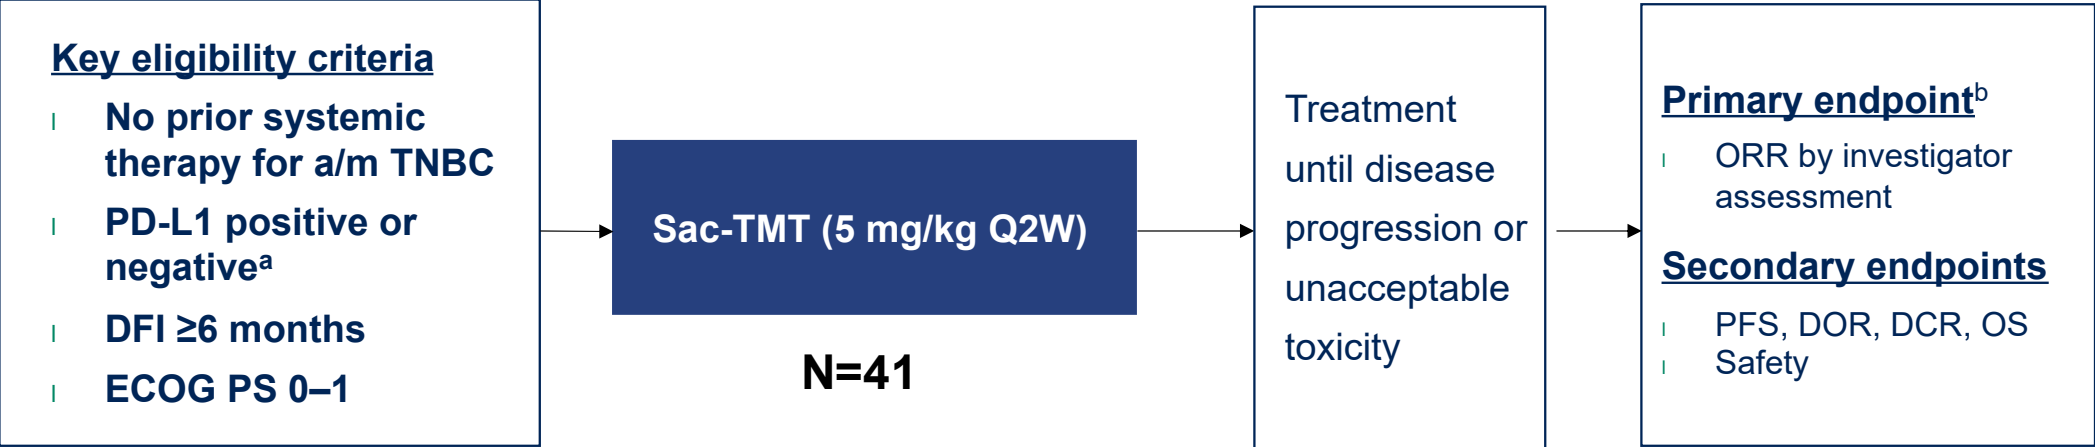 Key eligibility criteria
l No prior systemic
therapy for a/m TNBC
l PD-L1 positive or
negativeᵃ
l DFI ≥6 months
l ECOG PS 0–1
Sac-TMT (5 mg/kg Q2W)
N=41
Treatment
until disease
progression or
unacceptable
toxicity
Primary endpointᵇ
l ORR by investigator
assessment
Secondary endpoints
l PFS, DOR, DCR, OS
l Safety